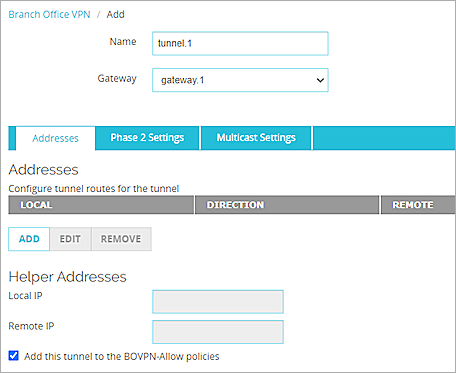 Branch Office VPN / Add
Name tunnel.1
Gateway gateway.1
Addresses Phase 2 Settings Multicast Settings
Addresses
Configure tunnel routes for the tunnel
LOCAL DIRECTION REMOTE
ADD EDIT REMOVE
Helper Addresses
Local IP
Remote IP
Add this tunnel to the BOVPN-Allow policies